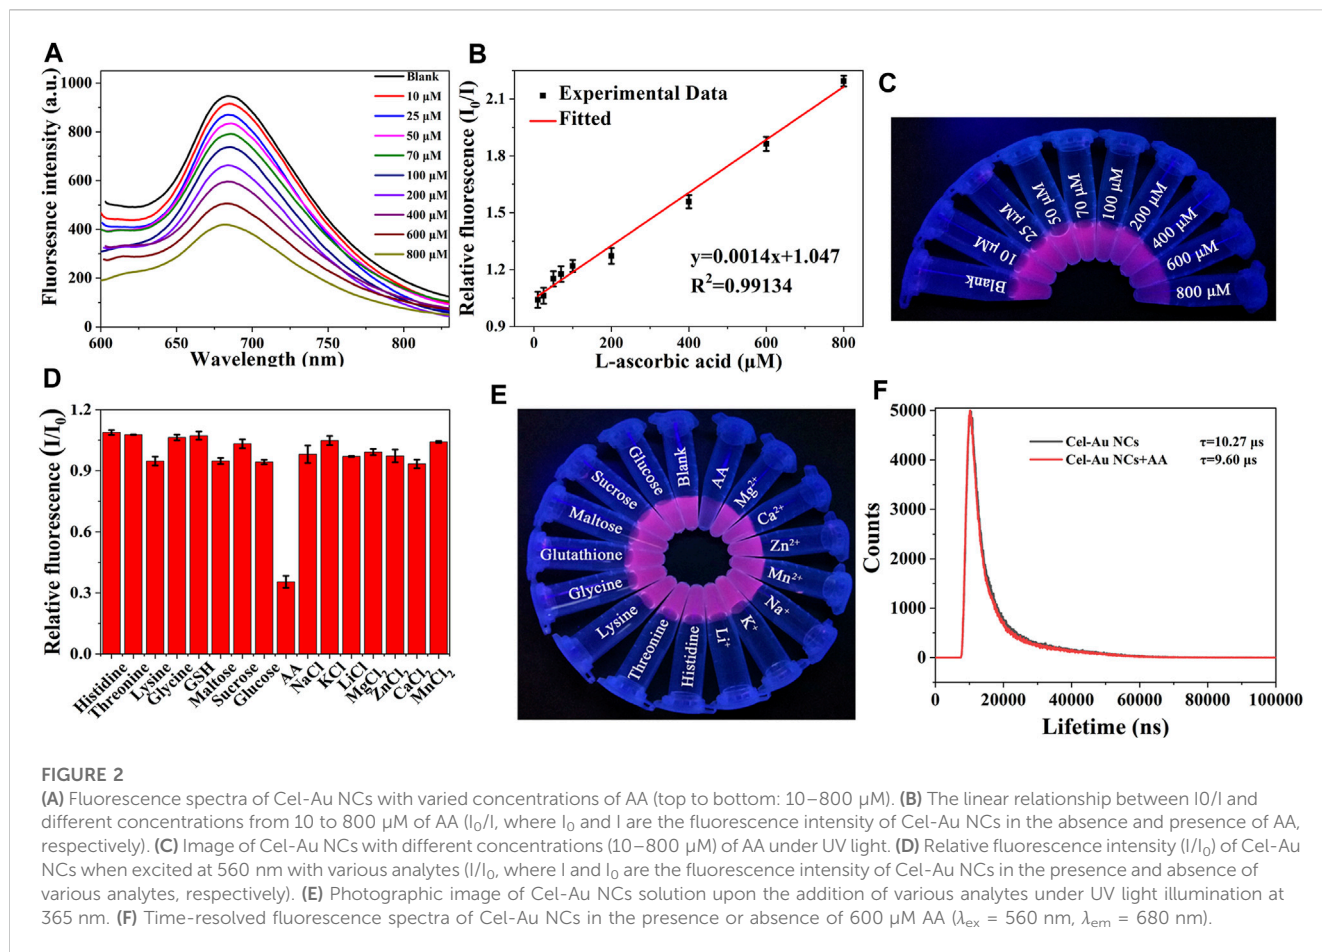 A
Fluorsesnce intensity (a.u.)
1000
800
600
400
200
0
600
650
700
750
800
Wavelength (nm)
Blank
10 μM
25 μM
50 μM
70 μM
100 μM
200 μM
400 μM
600 μM
800 μM
B
Relative fluorescence (I0/I)
2.1
1.8
1.5
1.2
0.9
0
200
400
600
800
L-ascorbic acid (μM)
Experimental Data
Fitted
y=0.0014x+1.047
R²=0.99134
C
Blank
10 μM
25 μM
50 μM
70 μM
100 μM
200 μM
400 μM
600 μM
800 μM
D
Relative fluorescence (I/I0)
1.2
0.9
0.6
0.3
0.0
Histidine
Threonine
Lysine
Glycine
GSH
Maltose
Sucrose
Glucose
AA
NaCl
KCl
LiCl
MgCl2
ZnCl2
CaCl2
MnCl2
E
Blank
AA
Mg²⁺
Ca²⁺
Zn²⁺
Mn²⁺
Na⁺
K⁺
Li⁺
Histidine
Threonine
Lysine
Glycine
Glutathione
Maltose
Sucrose
Glucose
F
Counts
5000
4000
3000
2000
1000
0
0
20000
40000
60000
80000
100000
Lifetime (ns)
Cel-Au NCs τ=10.27 μs
Cel-Au NCs+AA τ=9.60 μs
FIGURE 2
(A) Fluorescence spectra of Cel-Au NCs with varied concentrations of AA (top to bottom: 10–800 μM). (B) The linear relationship between I0/I and
different concentrations from 10 to 800 μM of AA (I0/I, where I0 and I are the fluorescence intensity of Cel-Au NCs in the absence and presence of AA,
respectively). (C) Image of Cel-Au NCs with different concentrations (10–800 μM) of AA under UV light. (D) Relative fluorescence intensity (I/I0) of Cel-Au
NCs when excited at 560 nm with various analytes (I/I0, where I and I0 are the fluorescence intensity of Cel-Au NCs in the presence and absence of
various analytes, respectively). (E) Photographic image of Cel-Au NCs solution upon the addition of various analytes under UV light illumination at
365 nm. (F) Time-resolved fluorescence spectra of Cel-Au NCs in the presence or absence of 600 μM AA (λex = 560 nm, λem = 680 nm).